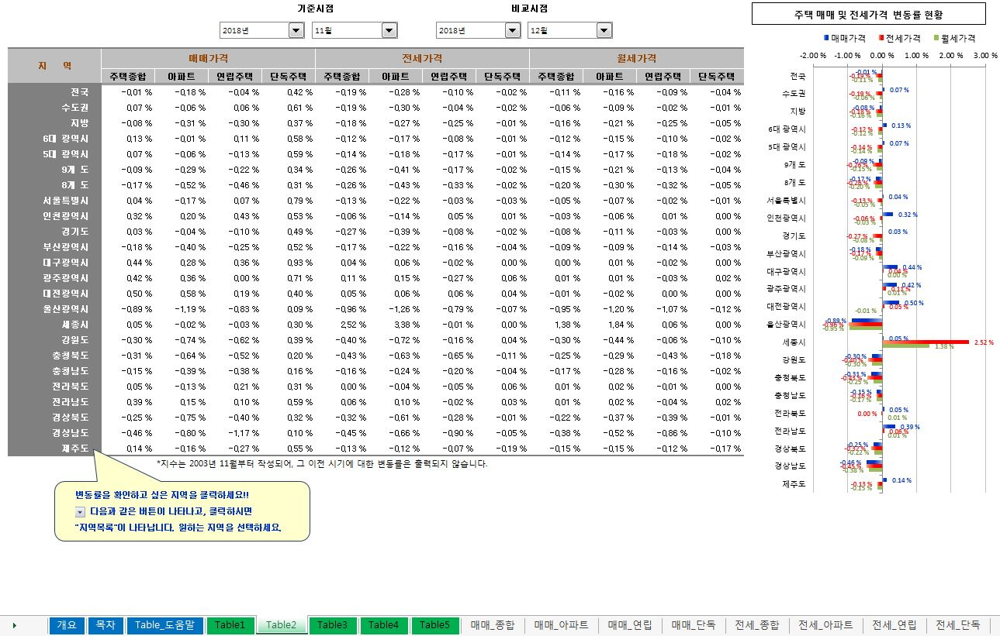 기준시점 비교시점
2018년 11월 2018년 12월
지 역 매매가격 전세가격 월세가격
주택종합 아파트 연립주택 단독주택 주택종합 아파트 연립주택 단독주택 주택종합 아파트 연립주택 단독주택
전국 -0.01 % -0.18 % -0.04 % 0.42 % -0.19 % -0.28 % -0.10 % -0.02 % -0.11 % -0.16 % -0.09 % -0.04 %
수도권 0.07 % -0.06 % 0.06 % 0.61 % -0.19 % -0.30 % -0.04 % -0.02 % -0.06 % -0.09 % -0.02 % -0.01 %
지방 -0.08 % -0.31 % -0.30 % 0.37 % -0.18 % -0.27 % -0.25 % -0.01 % -0.16 % -0.21 % -0.25 % -0.05 %
6대 광역시 0.13 % -0.01 % 0.11 % 0.58 % -0.12 % -0.17 % -0.08 % -0.01 % -0.12 % -0.15 % -0.10 % -0.02 %
5대 광역시 0.07 % -0.06 % -0.13 % 0.59 % -0.14 % -0.18 % -0.17 % -0.01 % -0.14 % -0.17 % -0.18 % -0.02 %
9개 도 -0.09 % -0.29 % -0.22 % 0.34 % -0.26 % -0.41 % -0.17 % -0.02 % -0.15 % -0.21 % -0.13 % -0.04 %
8개 도 -0.17 % -0.52 % -0.46 % 0.31 % -0.26 % -0.43 % -0.33 % -0.02 % -0.20 % -0.30 % -0.32 % -0.05 %
서울특별시 0.04 % -0.17 % 0.07 % 0.79 % -0.13 % -0.22 % -0.03 % -0.03 % -0.05 % -0.07 % -0.02 % -0.01 %
인천광역시 0.32 % 0.20 % 0.43 % 0.53 % -0.06 % -0.14 % 0.05 % 0.01 % -0.03 % -0.06 % 0.01 % 0.00 %
경기도 0.03 % -0.04 % -0.10 % 0.49 % -0.27 % -0.39 % -0.08 % -0.02 % -0.08 % -0.11 % -0.03 % 0.00 %
부산광역시 -0.18 % -0.40 % -0.25 % 0.52 % -0.17 % -0.22 % -0.16 % -0.04 % -0.09 % -0.09 % -0.14 % -0.03 %
대구광역시 0.44 % 0.28 % 0.36 % 0.93 % 0.04 % 0.06 % -0.02 % 0.00 % 0.00 % 0.01 % -0.02 % 0.00 %
광주광역시 0.42 % 0.36 % 0.00 % 0.71 % 0.11 % 0.15 % -0.27 % 0.06 % 0.01 % 0.01 % -0.03 % 0.02 %
대전광역시 0.50 % 0.58 % 0.19 % 0.40 % 0.05 % 0.06 % 0.06 % 0.04 % -0.01 % -0.02 % 0.00 % 0.00 %
울산광역시 -0.89 % -1.19 % -0.83 % 0.09 % -0.96 % -1.26 % -0.79 % -0.07 % -0.95 % -1.20 % -1.07 % -0.12 %
세종시 0.05 % -0.02 % -0.03 % 0.30 % 2.52 % 3.38 % -0.01 % 0.00 % 1.38 % 1.84 % 0.06 % 0.00 %
강원도 -0.30 % -0.74 % -0.62 % 0.39 % -0.40 % -0.72 % -0.16 % 0.04 % -0.30 % -0.44 % -0.06 % -0.10 %
충청북도 -0.31 % -0.64 % -0.52 % 0.20 % -0.43 % -0.63 % -0.65 % -0.11 % -0.25 % -0.29 % -0.43 % -0.18 %
충청남도 -0.15 % -0.39 % -0.38 % 0.16 % -0.16 % -0.24 % -0.20 % -0.04 % -0.17 % -0.28 % -0.16 % -0.02 %
전라북도 0.05 % -0.13 % 0.21 % 0.31 % 0.00 % -0.04 % -0.05 % 0.06 % 0.01 % 0.02 % -0.01 % 0.00 %
전라남도 0.39 % 0.15 % 0.10 % 0.59 % 0.06 % 0.10 % -0.02 % 0.03 % 0.01 % 0.02 % -0.04 % 0.02 %
경상북도 -0.25 % -0.75 % -0.40 % 0.32 % -0.32 % -0.61 % -0.28 % -0.01 % -0.22 % -0.37 % -0.39 % -0.01 %
경상남도 -0.46 % -0.80 % -1.17 % 0.10 % -0.45 % -0.66 % -0.90 % -0.05 % -0.38 % -0.52 % -0.86 % -0.10 %
제주도 0.14 % -0.16 % -0.27 % 0.55 % -0.13 % -0.12 % -0.07 % -0.19 % -0.15 % -0.15 % -0.12 % -0.17 %
*지수는 2003년 11월부터 작성되어, 그 이전 시기에 대한 변동률은 출력되지 않습니다.
변동률을 확인하고 싶은 지역을 클릭하세요!!
다음과 같은 버튼이 나타나고, 클릭하시면
"지역목록"이 나타납니다. 원하는 지역을 선택하세요.
주택 매매 및 전세가격 변동률 현황
매매가격 전세가격 월세가격
-2.00 % -1.00 % 0.00 % 1.00 % 2.00 % 3.00 %
전국 -0.01 % -0.19 % -0.11 %
수도권 0.07 % -0.19 % -0.06 %
지방 -0.08 % -0.18 % -0.16 %
6대 광역시 0.13 % -0.12 % -0.12 %
5대 광역시 0.07 % -0.14 % -0.14 %
9개 도 -0.09 % -0.26 % -0.15 %
8개 도 -0.17 % -0.26 % -0.20 %
서울특별시 0.04 % -0.13 % -0.05 %
인천광역시 0.32 % -0.06 % -0.03 %
경기도 0.03 % -0.27 % -0.08 %
부산광역시 -0.18 % -0.17 % -0.09 %
대구광역시 0.44 % 0.04 % 0.00 %
광주광역시 0.42 % 0.11 % 0.01 %
대전광역시 0.50 % 0.05 % -0.01 %
울산광역시 -0.89 % -0.96 % -0.95 %
세종시 0.05 % 2.52 % 1.38 %
강원도 -0.30 % -0.40 % -0.30 %
충청북도 -0.31 % -0.43 % -0.25 %
충청남도 -0.15 % -0.16 % -0.17 %
전라북도 0.05 % 0.00 % 0.01 %
전라남도 0.39 % 0.06 % 0.01 %
경상북도 -0.25 % -0.32 % -0.22 %
경상남도 -0.46 % -0.45 % -0.38 %
제주도 0.14 % -0.13 % -0.15 %
개요 목차 Table_도움말 Table1 Table2 Table3 Table4 Table5 매매_종합 매매_아파트 매매_연립 매매_단독 전세_종합 전세_아파트 전세_연립 전세_단독